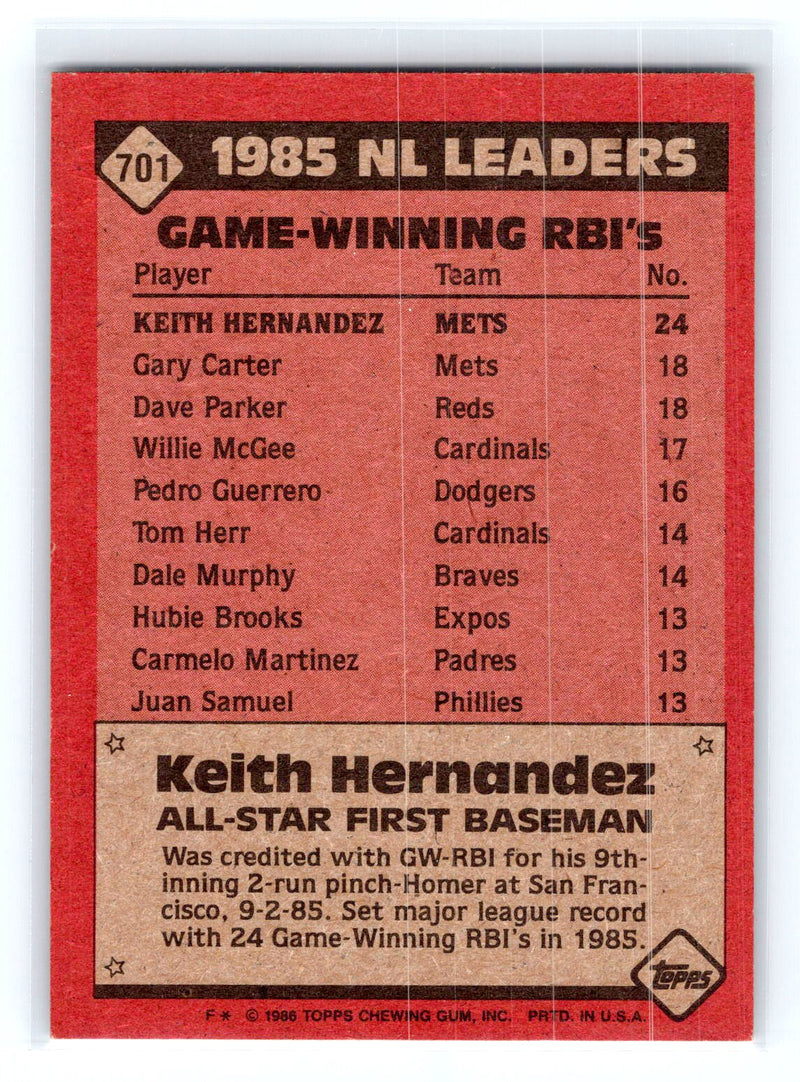 701 1985 NL LEADERS
GAME-WINNING RBI's
Player Team No.
KEITH HERNANDEZ METS 24
Gary Carter Mets 18
Dave Parker Reds 18
Willie McGee Cardinals 17
Pedro Guerrero Dodgers 16
Tom Herr Cardinals 14
Dale Murphy Braves 14
Hubie Brooks Expos 13
Carmelo Martinez Padres 13
Juan Samuel Phillies 13
Keith Hernandez
ALL-STAR FIRST BASEMAN
Was credited with GW-RBI for his 9th-
inning 2-run pinch-Homer at San Fran-
cisco, 9-2-85. Set major league record
with 24 Game-Winning RBI's in 1985.
topps
F * © 1986 TOPPS CHEWING GUM, INC. PRTD. IN U.S.A.